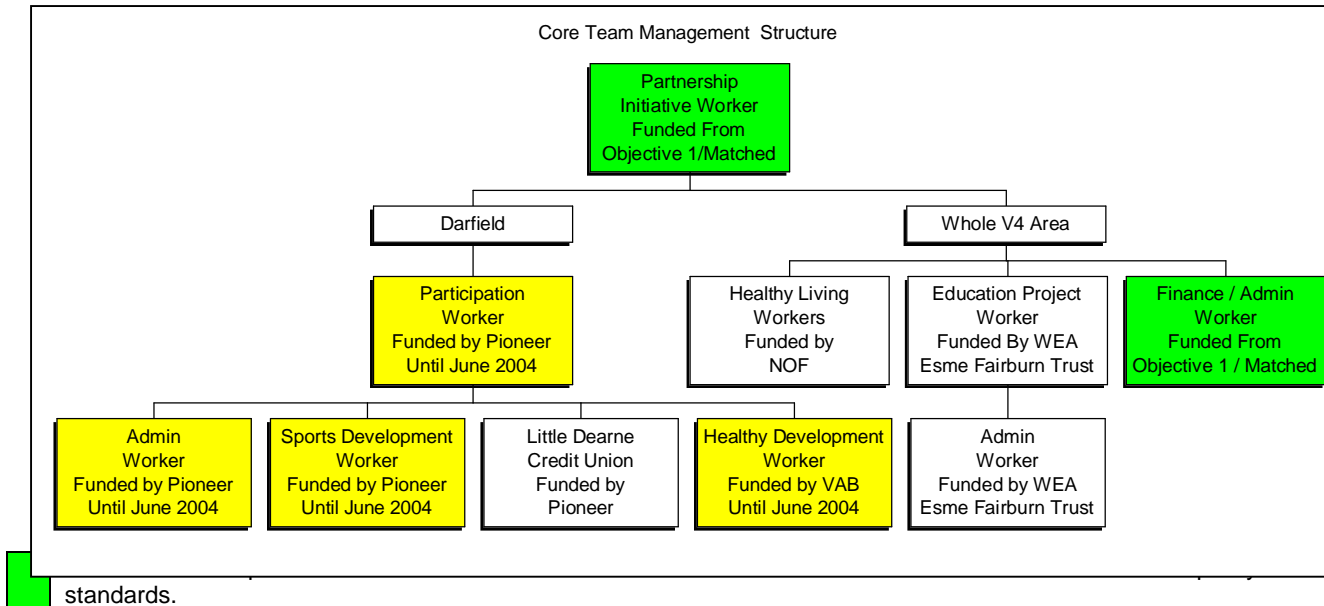 Core Team Management Structure
Partnership
Initiative Worker
Funded From
Objective 1/Matched
Darfield
Whole V4 Area
Participation
Worker
Funded by Pioneer
Until June 2004
Healthy Living
Workers
Funded by
NOF
Education Project
Worker
Funded By WEA
Esme Fairburn Trust
Finance / Admin
Worker
Funded From
Objective 1 / Matched
Admin
Worker
Funded by Pioneer
Until June 2004
Sports Development
Worker
Funded by Pioneer
Until June 2004
Little Dearne
Credit Union
Funded by
Pioneer
Healthy Development
Worker
Funded by VAB
Until June 2004
Admin
Worker
Funded by WEA
Esme Fairburn Trust
standards.